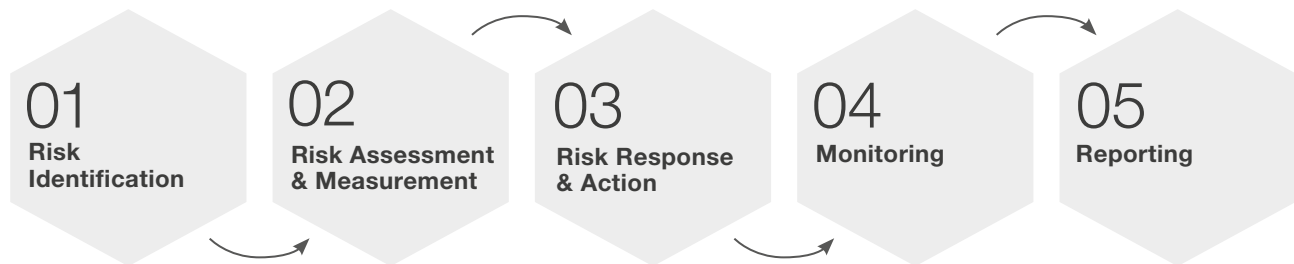 01
Risk
Identification
02
Risk Assessment
& Measurement
03
Risk Response
& Action
04
Monitoring
05
Reporting